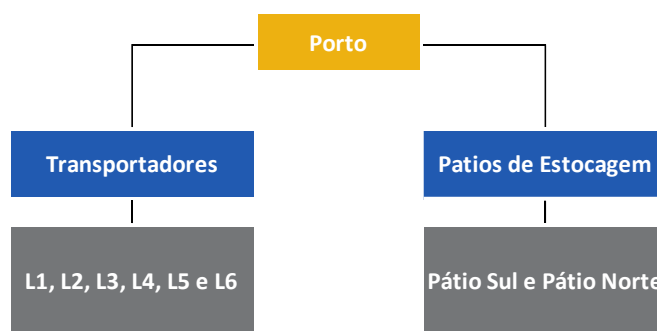 Porto
Transportadores
Patios de Estocagem
L1, L2, L3, L4, L5 e L6
Pátio Sul e Pátio Norte